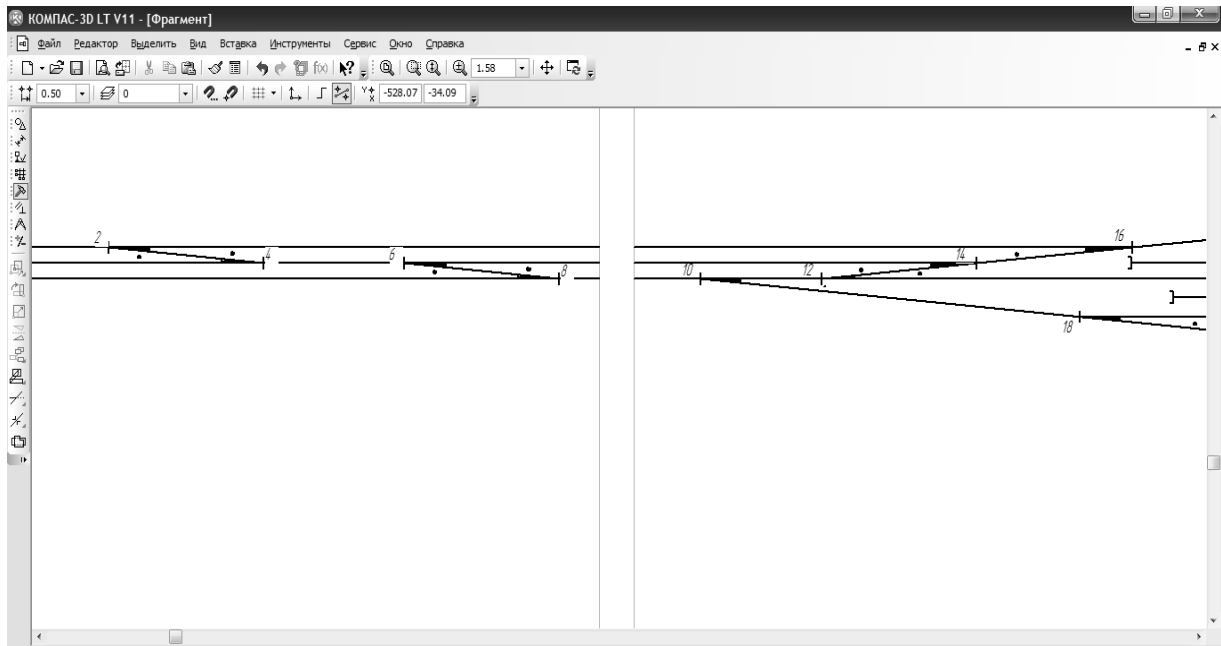 КОМПАС-3D LT V11 - [Фрагмент]
Файл Редактор Выделить Вид Вставка Инструменты Сервис Окно Справка
f(x) 1.58
0.50 0 -528.07 -34.09
2 4 6 8 10 12 14 16 18